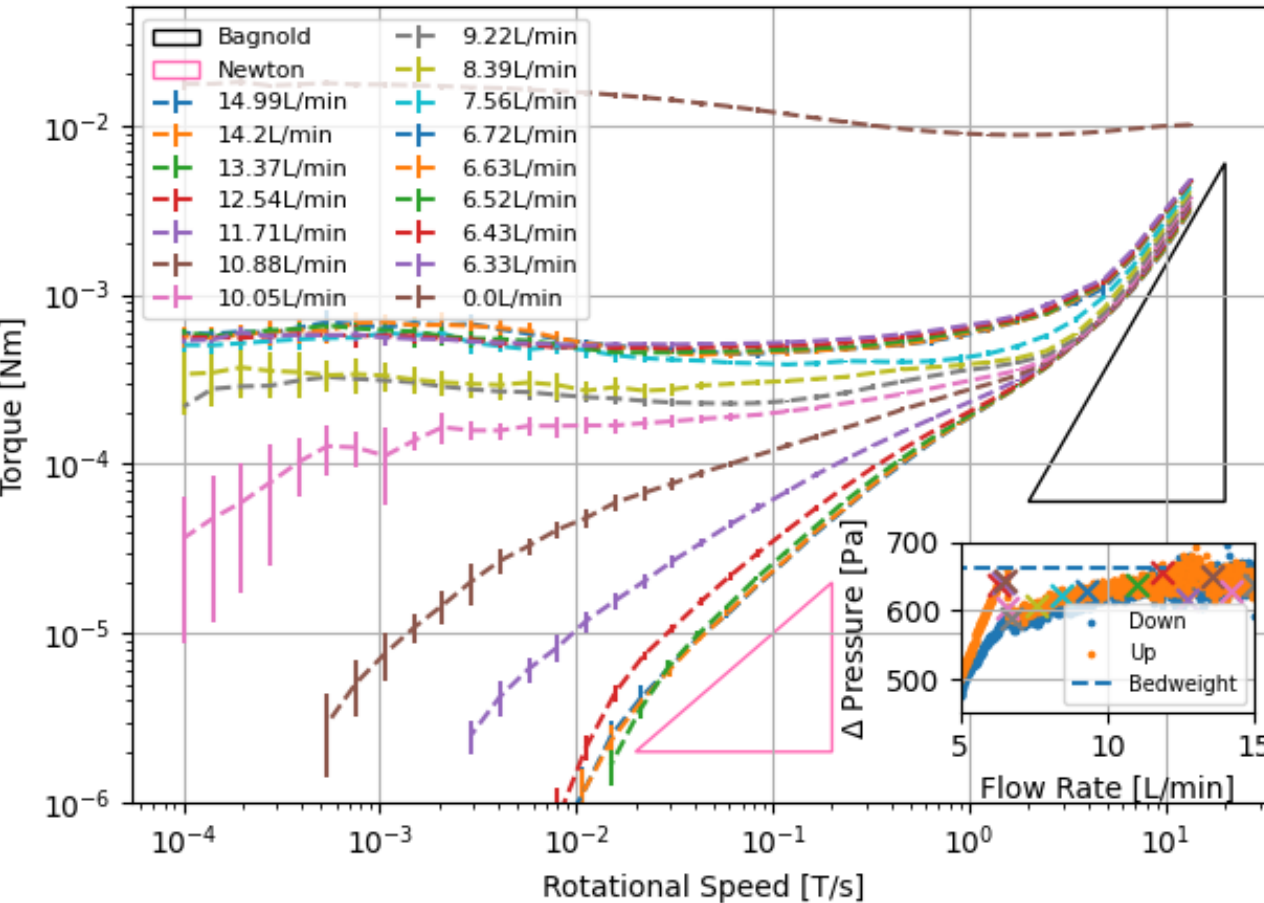 Bagnold
Newton
14.99L/min
14.2L/min
13.37L/min
12.54L/min
11.71L/min
10.88L/min
10.05L/min
9.22L/min
8.39L/min
7.56L/min
6.72L/min
6.63L/min
6.52L/min
6.43L/min
6.33L/min
0.0L/min
Torque [Nm]
10⁻²
10⁻³
10⁻⁴
10⁻⁵
10⁻⁶
10⁻⁴
10⁻³
10⁻²
10⁻¹
10⁰
10¹
Rotational Speed [T/s]
Δ Pressure [Pa]
700
600
500
Down
Up
Bedweight
5
10
15
Flow Rate [L/min]